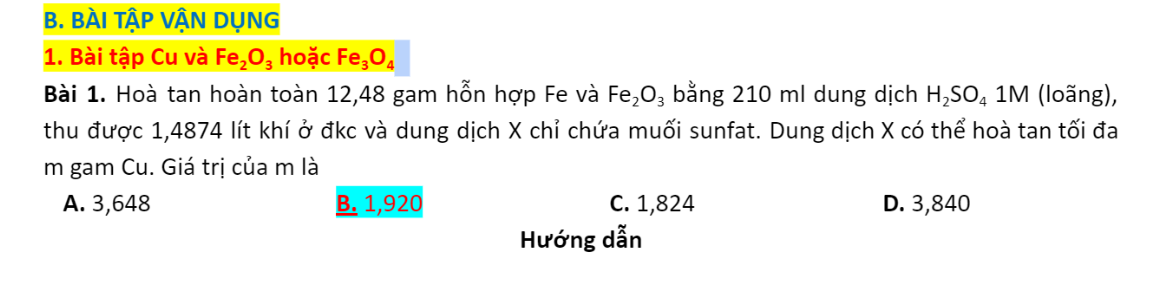 B. BÀI TẬP VẬN DỤNG
1. Bài tập Cu và Fe₂O₃ hoặc Fe₃O₄
Bài 1. Hoà tan hoàn toàn 12,48 gam hỗn hợp Fe và Fe₂O₃ bằng 210 ml dung dịch H₂SO₄ 1M (loãng),
thu được 1,4874 lít khí ở đkc và dung dịch X chỉ chứa muối sunfat. Dung dịch X có thể hoà tan tối đa
m gam Cu. Giá trị của m là
A. 3,648 B. 1,920 C. 1,824 D. 3,840
Hướng dẫn